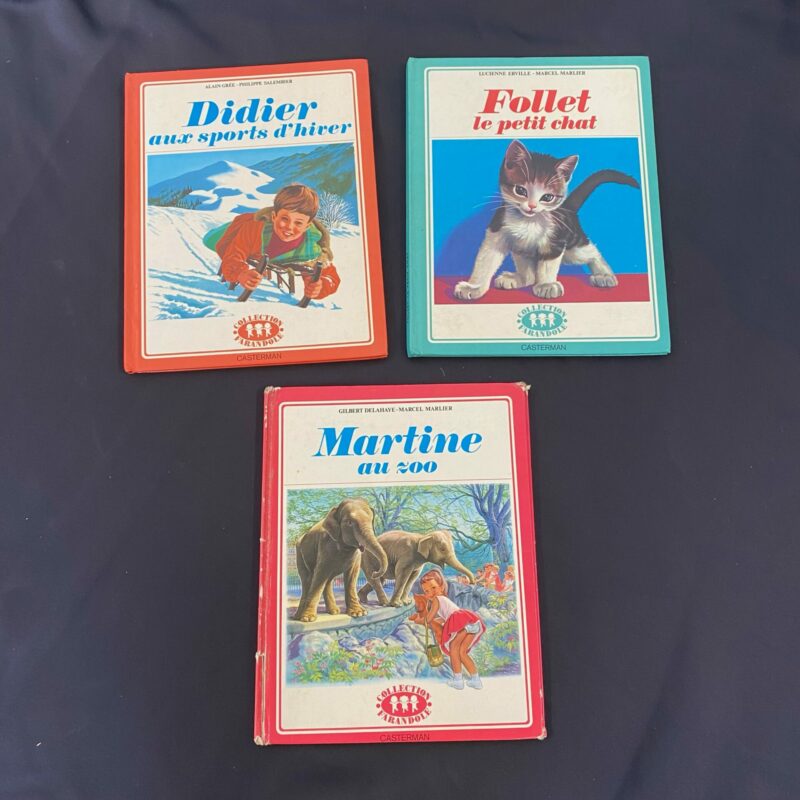 ALAIN GRÉE - PHILIPPE SALEMBIER
Didier
aux sports d'hiver
COLLECTION
FARANDOLE
CASTERMAN
LUCIENNE ERVILLE - MARCEL MARLIER
Follet
le petit chat
COLLECTION
FARANDOLE
CASTERMAN
GILBERT DELAHAYE - MARCEL MARLIER
Martine
au zoo
COLLECTION
FARANDOLE
CASTERMAN